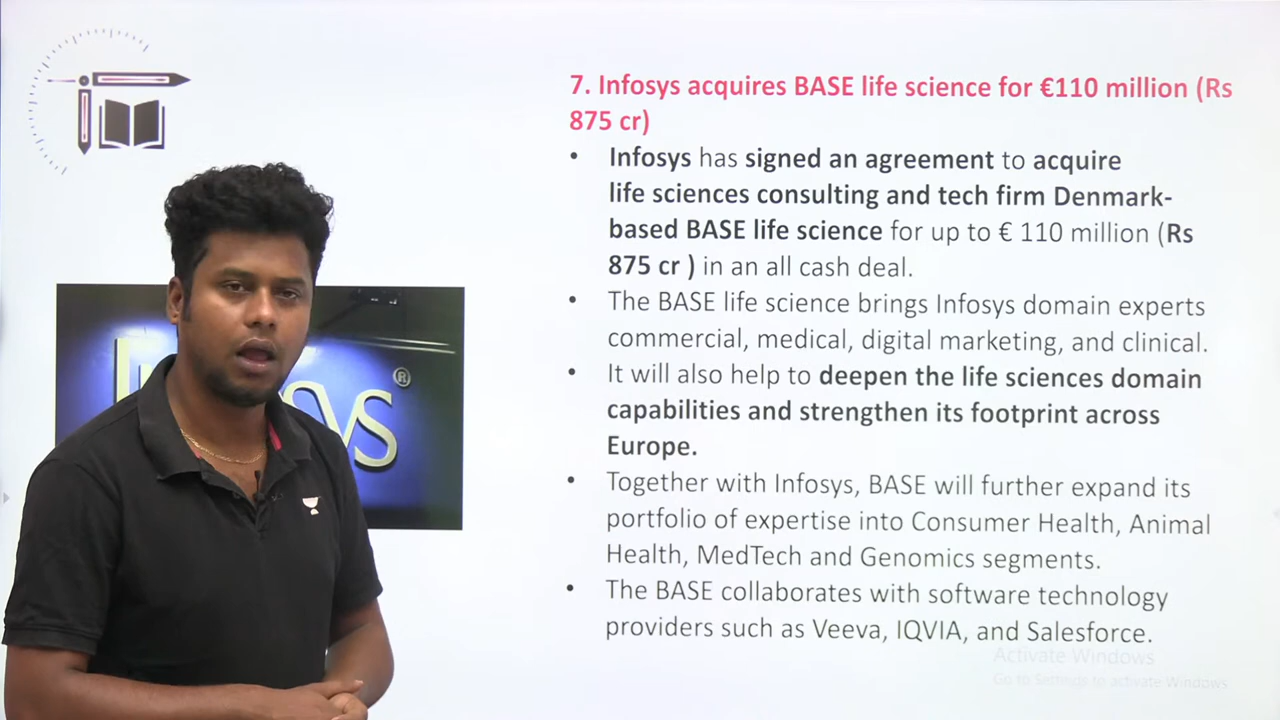 7. Infosys acquires BASE life science for €110 million (Rs
875 cr)
• Infosys has signed an agreement to acquire
life sciences consulting and tech firm Denmark-
based BASE life science for up to € 110 million (Rs
875 cr ) in an all cash deal.
• The BASE life science brings Infosys domain experts
commercial, medical, digital marketing, and clinical.
• It will also help to deepen the life sciences domain
capabilities and strengthen its footprint across
Europe.
• Together with Infosys, BASE will further expand its
portfolio of expertise into Consumer Health, Animal
Health, MedTech and Genomics segments.
• The BASE collaborates with software technology
providers such as Veeva, IQVIA, and Salesforce.
Activate Windows
Go to Settings to activate Windows.